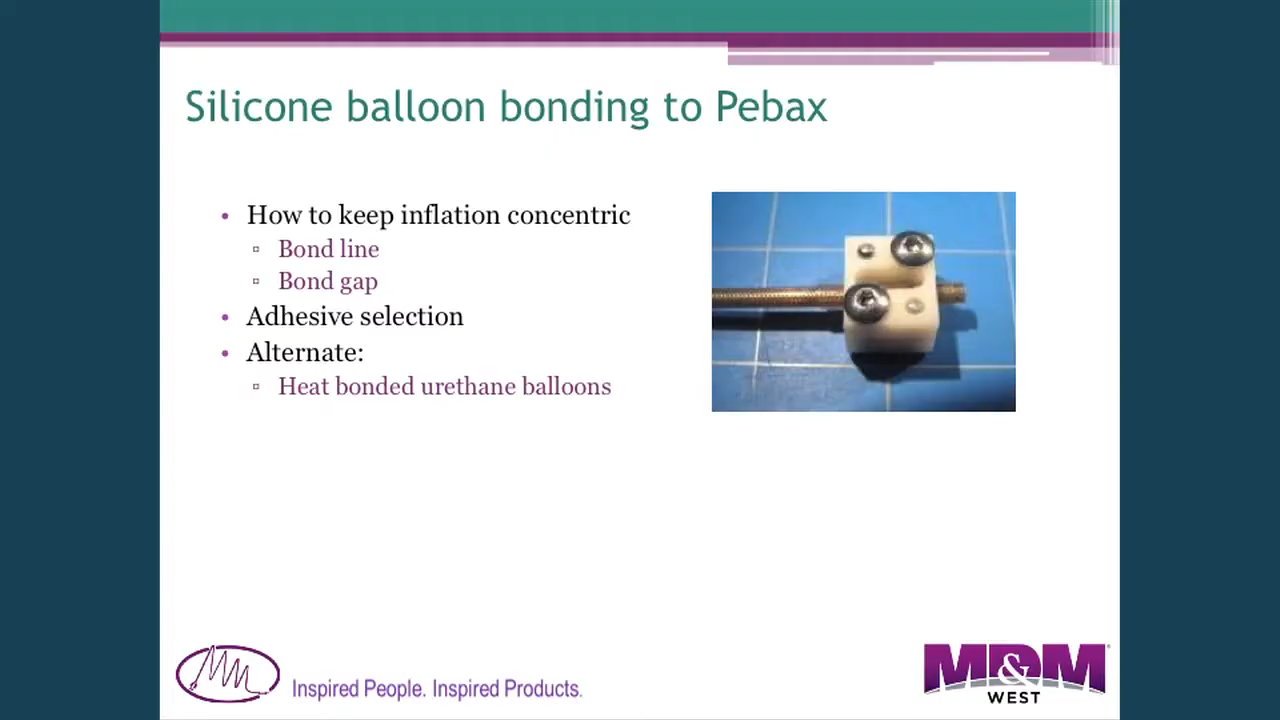 Silicone balloon bonding to Pebax
• How to keep inflation concentric
▫ Bond line
▫ Bond gap
• Adhesive selection
• Alternate:
▫ Heat bonded urethane balloons
MM
Inspired People. Inspired Products.
MD&M
WEST